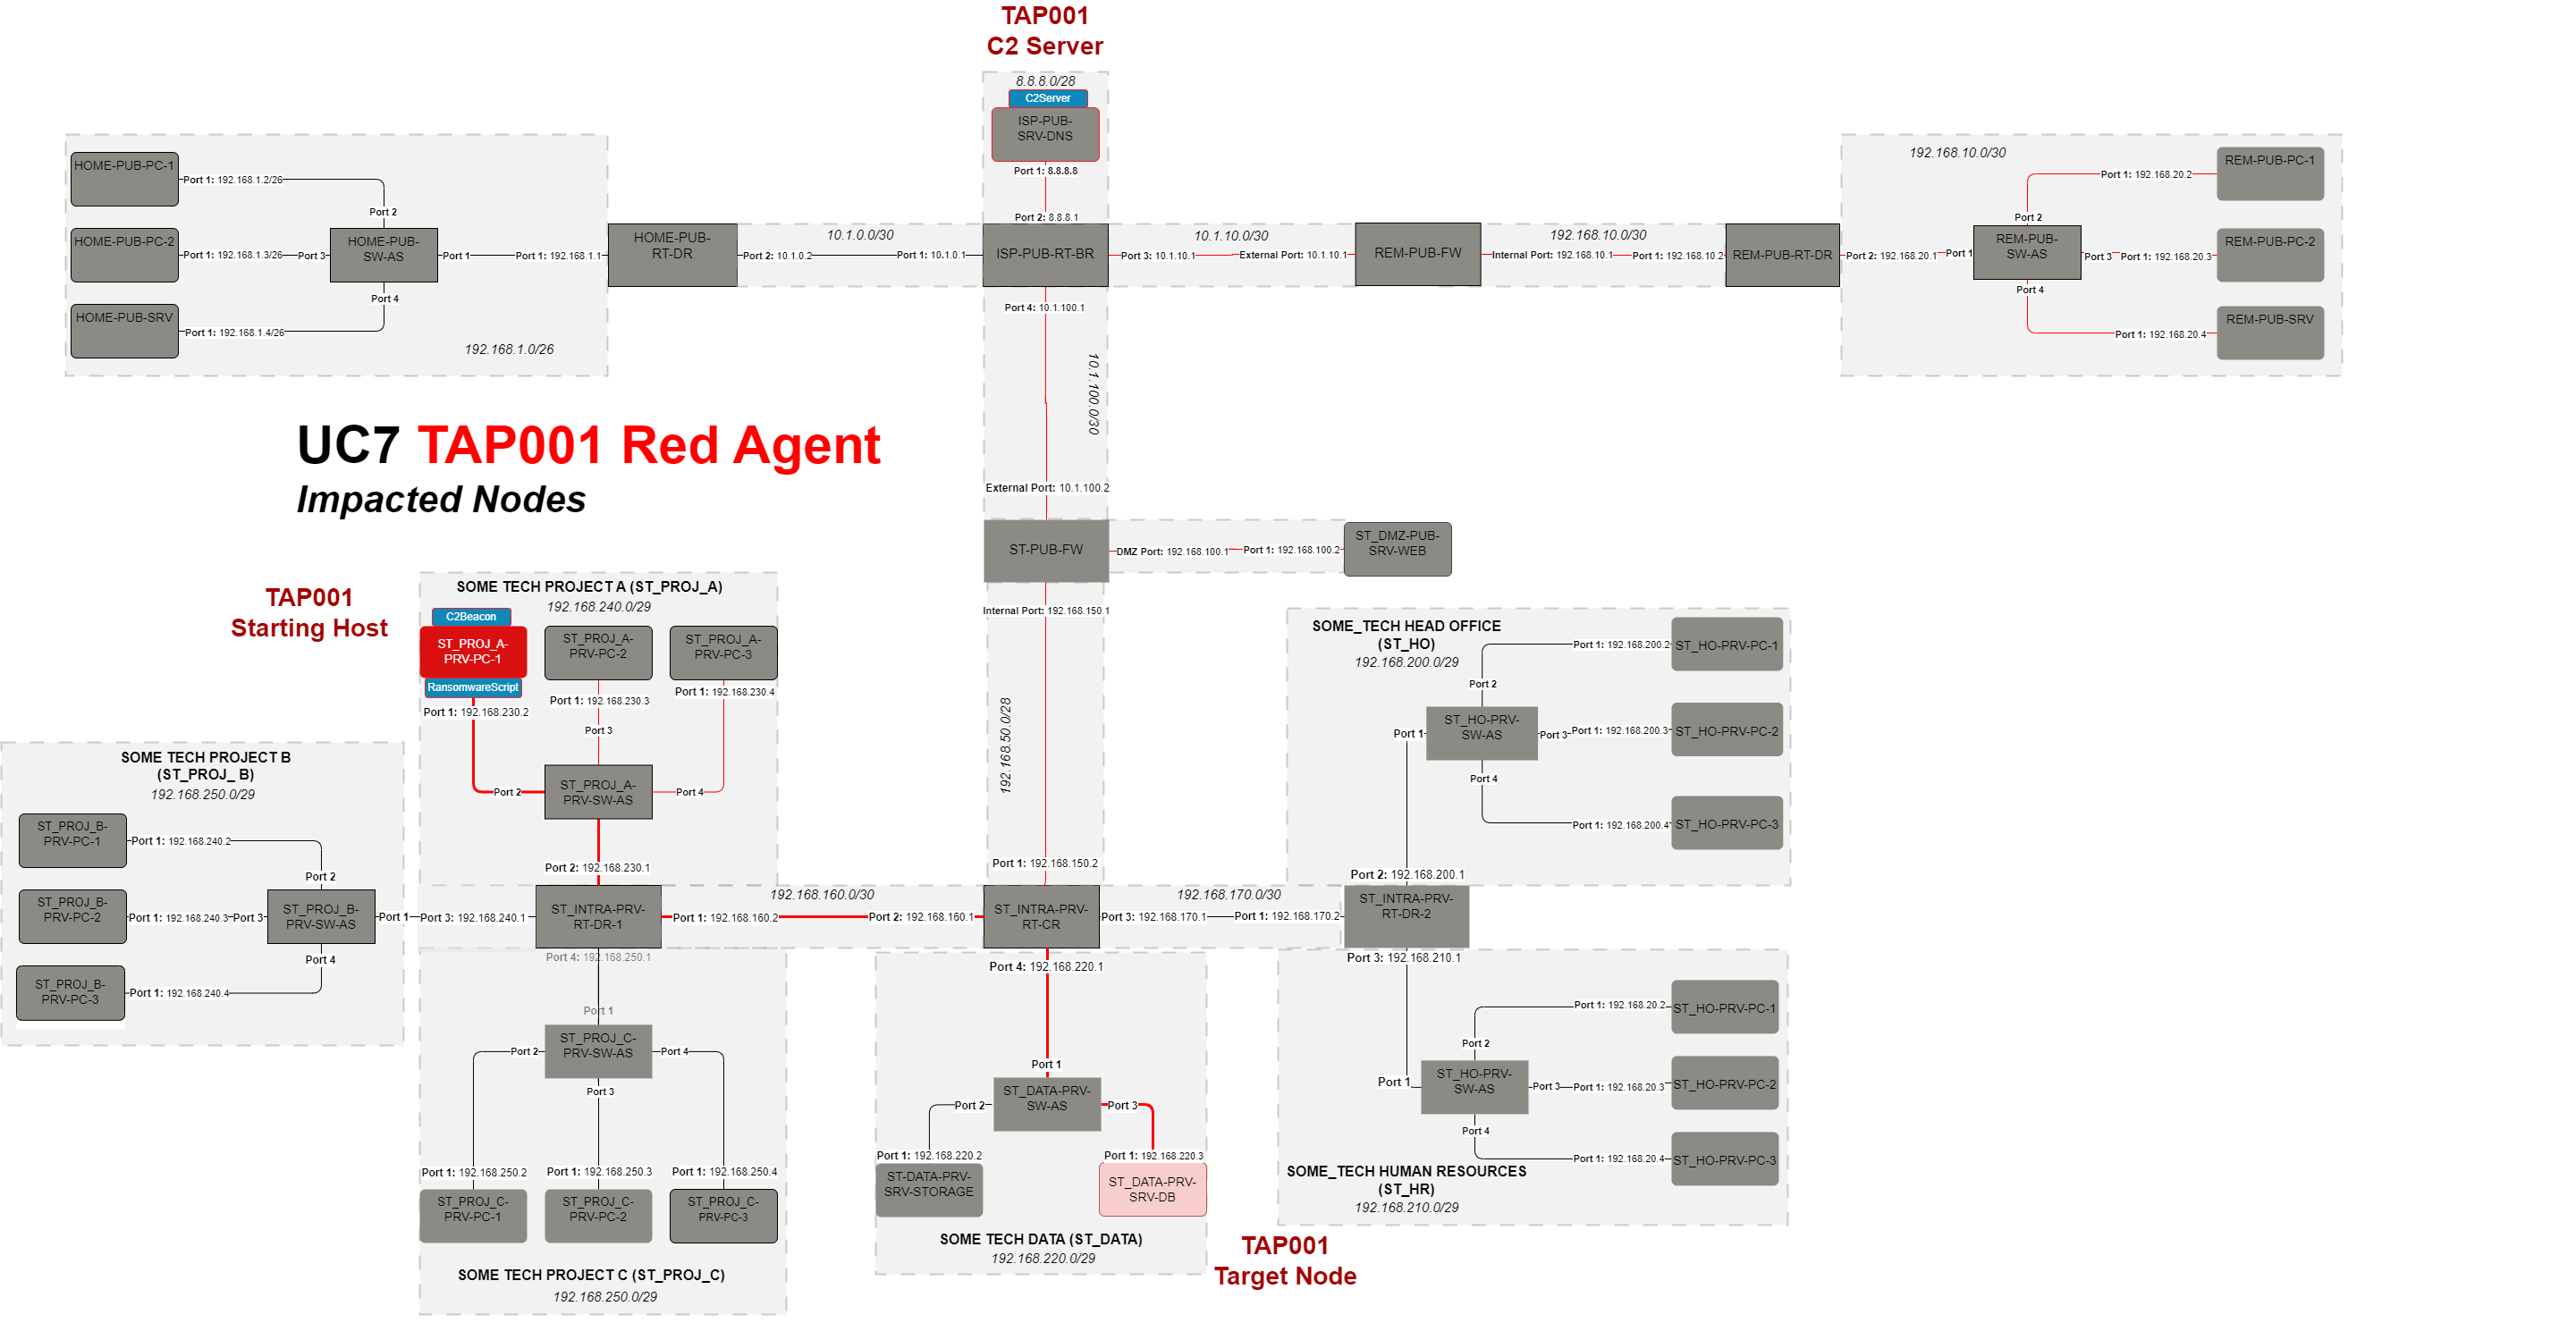 TAP001
C2 Server
8.8.8.0/28
C2Server
ISP-PUB-
SRV-DNS
Port 1: 8.8.8.8
Port 2: 8.8.8.1
HOME-PUB-PC-1
Port 1: 192.168.1.2/26
Port 2
HOME-PUB-PC-2
Port 1: 192.168.1.3/26
Port 3
HOME-PUB-
SW-AS
Port 1
Port 1: 192.168.1.1
Port 4
HOME-PUB-SRV
Port 1: 192.168.1.4/26
192.168.1.0/26
HOME-PUB-
RT-DR
10.1.0.0/30
Port 2: 10.1.0.2
Port 1: 10.1.0.1
ISP-PUB-RT-BR
10.1.10.0/30
Port 3: 10.1.10.1
External Port: 10.1.10.1
REM-PUB-FW
192.168.10.0/30
Internal Port: 192.168.10.1
Port 1: 192.168.10.2
REM-PUB-RT-DR
192.168.10.0/30
REM-PUB-PC-1
Port 1: 192.168.20.2
Port 2
Port 2: 192.168.20.1
Port 1
REM-PUB-
SW-AS
Port 3
Port 1: 192.168.20.3
REM-PUB-PC-2
Port 4
REM-PUB-SRV
Port 1: 192.168.20.4
Port 4: 10.1.100.1
10.1.100.0/30
UC7 TAP001 Red Agent
Impacted Nodes
External Port: 10.1.100.2
ST-PUB-FW
DMZ Port: 192.168.100.1
Port 1: 192.168.100.2
ST_DMZ-PUB-
SRV-WEB
Internal Port: 192.168.150.1
192.168.50.0/28
TAP001
Starting Host
SOME TECH PROJECT A (ST_PROJ_A)
192.168.240.0/29
C2Beacon
ST_PROJ_A-
PRV-PC-1
RansomwareScript
ST_PROJ_A-
PRV-PC-2
ST_PROJ_A-
PRV-PC-3
Port 1: 192.168.230.2
Port 1: 192.168.230.3
Port 1: 192.168.230.4
Port 3
Port 2
ST_PROJ_A-
PRV-SW-AS
Port 4
Port 2: 192.168.230.1
SOME_TECH HEAD OFFICE
(ST_HO)
192.168.200.0/29
Port 1: 192.168.200.2
ST_HO-PRV-PC-1
Port 2
Port 1
ST_HO-PRV-
SW-AS
Port 3
Port 1: 192.168.200.3
ST_HO-PRV-PC-2
Port 4
Port 1: 192.168.200.4
ST_HO-PRV-PC-3
Port 2: 192.168.200.1
SOME TECH PROJECT B
(ST_PROJ_ B)
192.168.250.0/29
ST_PROJ_B-
PRV-PC-1
Port 1: 192.168.240.2
Port 2
ST_PROJ_B-
PRV-PC-2
Port 1: 192.168.240.3
Port 3
ST_PROJ_B-
PRV-SW-AS
Port 1
Port 3: 192.168.240.1
Port 4
ST_PROJ_B-
PRV-PC-3
Port 1: 192.168.240.4
ST_INTRA-PRV-
RT-DR-1
192.168.160.0/30
Port 1: 192.168.160.2
Port 2: 192.168.160.1
Port 1: 192.168.150.2
ST_INTRA-PRV-
RT-CR
192.168.170.0/30
Port 3: 192.168.170.1
Port 1: 192.168.170.2
ST_INTRA-PRV-
RT-DR-2
Port 4: 192.168.250.1
Port 1
ST_PROJ_C-
PRV-SW-AS
Port 2
Port 4
Port 3
Port 1: 192.168.250.2
Port 1: 192.168.250.3
Port 1: 192.168.250.4
ST_PROJ_C-
PRV-PC-1
ST_PROJ_C-
PRV-PC-2
ST_PROJ_C-
PRV-PC-3
SOME TECH PROJECT C (ST_PROJ_C)
192.168.250.0/29
Port 4: 192.168.220.1
Port 1
ST_DATA-PRV-
SW-AS
Port 2
Port 3
Port 1: 192.168.220.2
Port 1: 192.168.220.3
ST-DATA-PRV-
SRV-STORAGE
ST_DATA-PRV-
SRV-DB
SOME TECH DATA (ST_DATA)
192.168.220.0/29
TAP001
Target Node
Port 3: 192.168.210.1
Port 1: 192.168.20.2
ST_HO-PRV-PC-1
Port 2
Port 1
ST_HO-PRV-
SW-AS
Port 3
Port 1: 192.168.20.3
ST_HO-PRV-PC-2
Port 4
Port 1: 192.168.20.4
ST_HO-PRV-PC-3
SOME_TECH HUMAN RESOURCES
(ST_HR)
192.168.210.0/29